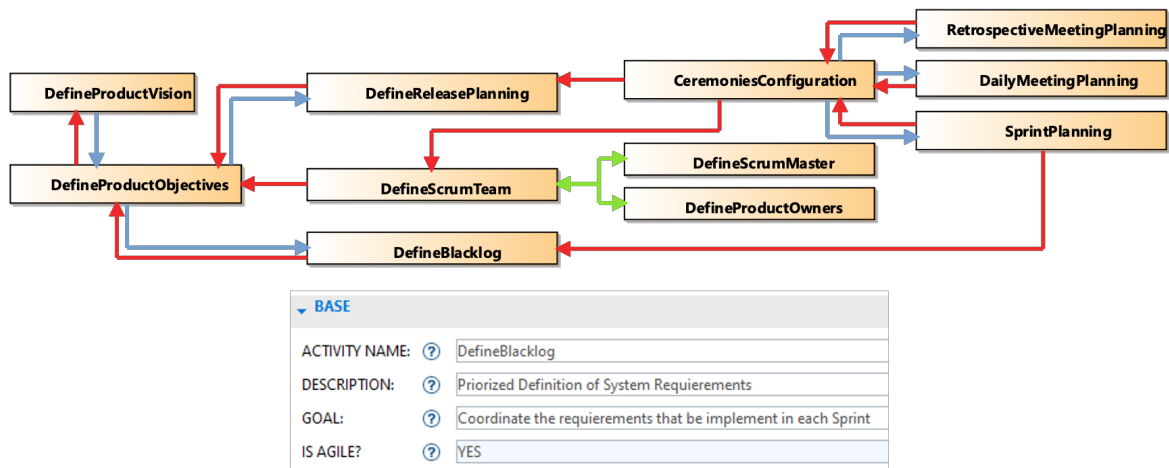 RetrospectiveMeetingPlanning
DefineProductVision
DefineReleasePlanning
CeremoniesConfiguration
DailyMeetingPlanning
SprintPlanning
DefineScrumMaster
DefineProductObjectives
DefineScrumTeam
DefineProductOwners
DefineBlacklog
BASE
ACTIVITY NAME: ? DefineBlacklog
DESCRIPTION: ? Priorized Definition of System Requierements
GOAL: ? Coordinate the requierements that be implement in each Sprint
IS AGILE? ? YES